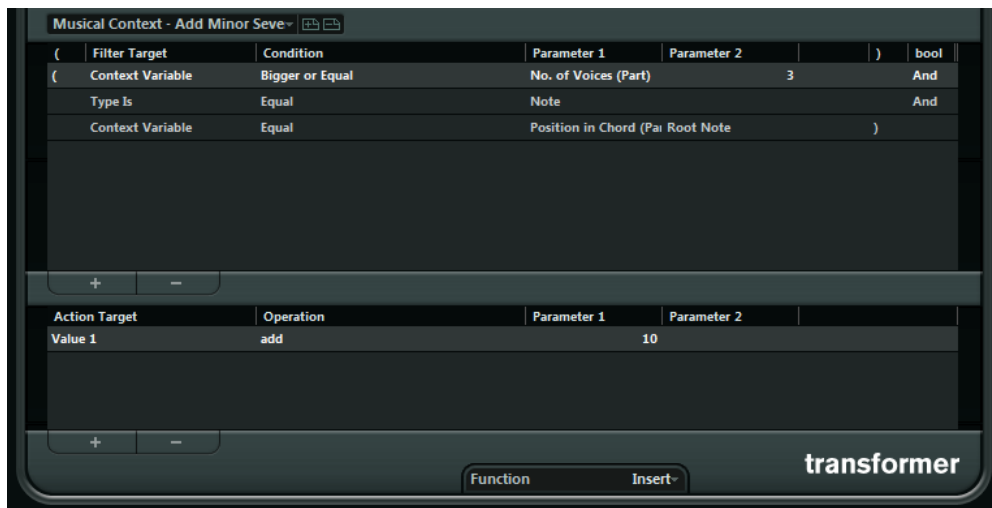 Musical Context - Add Minor Seve
( Filter Target Condition Parameter 1 Parameter 2 ) bool
( Context Variable Bigger or Equal No. of Voices (Part) 3 And
Type Is Equal Note And
Context Variable Equal Position in Chord (Pai Root Note )
+ −
Action Target Operation Parameter 1 Parameter 2
Value 1 add 10
+ −
transformer
Function Insert